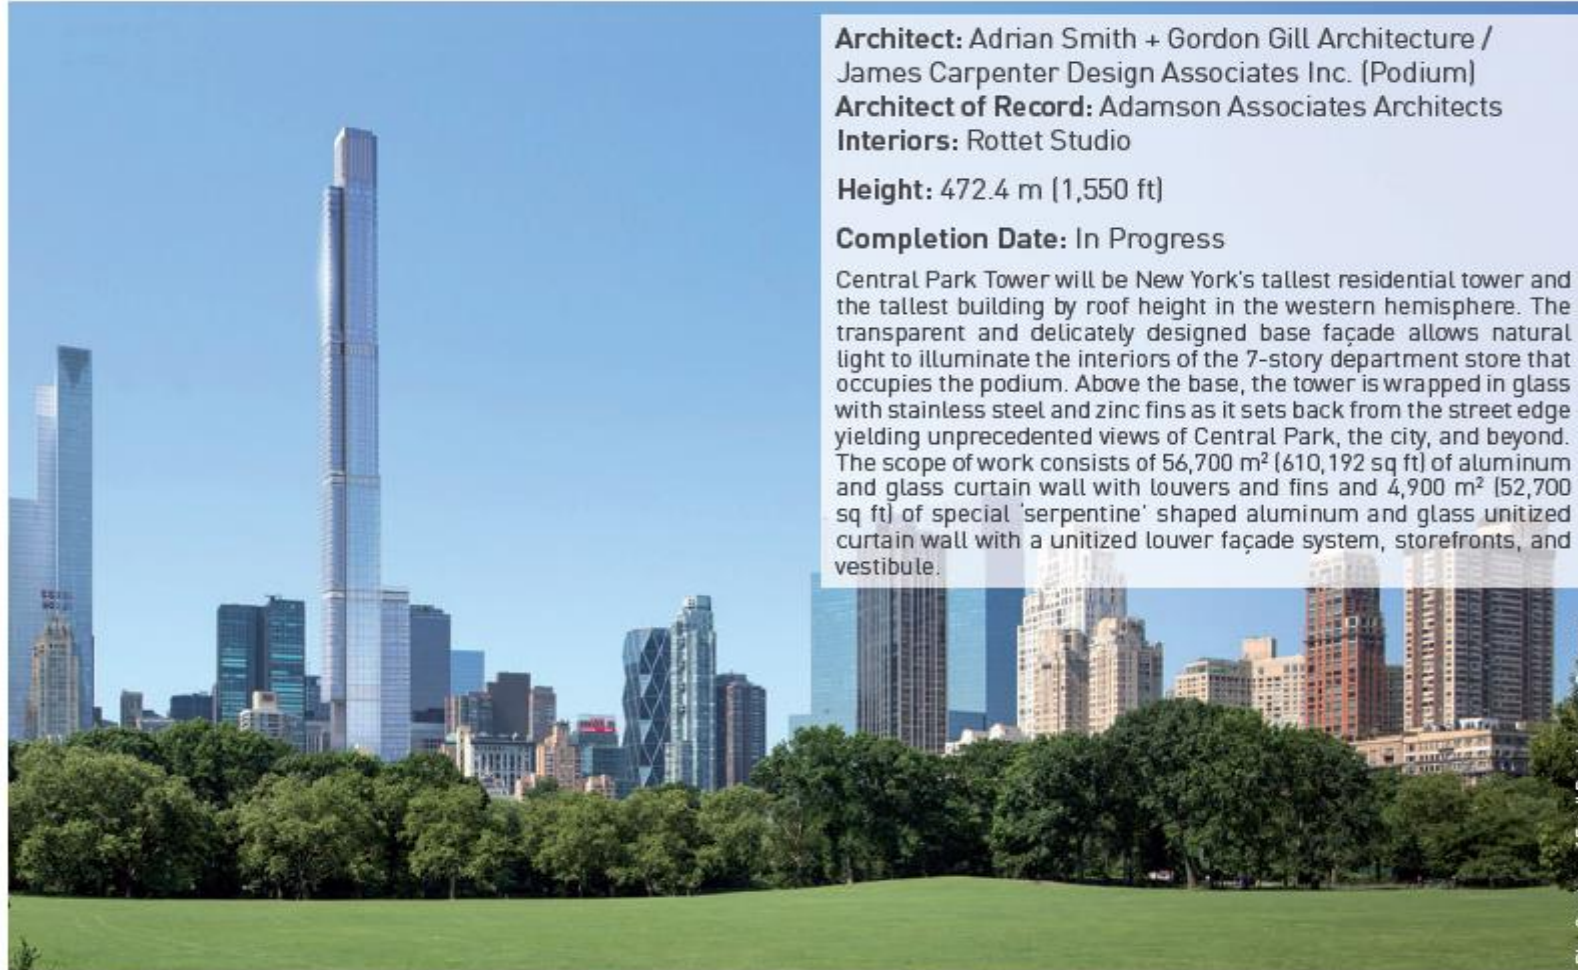 Architect: Adrian Smith + Gordon Gill Architecture /
James Carpenter Design Associates Inc. (Podium)
Architect of Record: Adamson Associates Architects
Interiors: Rottet Studio
Height: 472.4 m (1,550 ft)
Completion Date: In Progress
Central Park Tower will be New York's tallest residential tower and
the tallest building by roof height in the western hemisphere. The
transparent and delicately designed base façade allows natural
light to illuminate the interiors of the 7-story department store that
occupies the podium. Above the base, the tower is wrapped in glass
with stainless steel and zinc fins as it sets back from the street edge
yielding unprecedented views of Central Park, the city, and beyond.
The scope of work consists of 56,700 m² (610,192 sq ft) of aluminum
and glass curtain wall with louvers and fins and 4,900 m² (52,700
sq ft) of special 'serpentine' shaped aluminum and glass unitized
curtain wall with a unitized louver façade system, storefronts, and
vestibule.